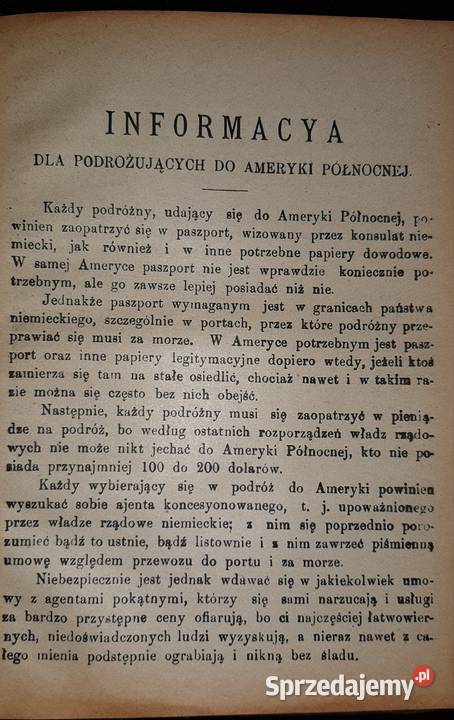 INFORMACYA
DLA PODROŻUJĄCYCH DO AMERYKI PÓŁNOCNEJ.
Każdy podróżny, udający się do Ameryki Północnej, po-
winien zaopatrzyć się w paszport, wizowany przez konsulat nie-
miecki, jak również i w inne potrzebne papiery dowodowe.
W samej Ameryce paszport nie jest wprawdzie koniecznie po-
trzebnym, ale go zawsze lepiej posiadać niż nie.
Jednakże paszport wymaganym jest w granicach państwa
niemieckiego, szczególnie w portach, przez które podróżny prze-
prawiać się musi za morze. W Ameryce potrzebnym jest pasz-
port oraz inne papiery legitymacyjne dopiero wtedy, jeżeli ktoś
zamierza się tam na stałe osiedlić, chociaż nawet i w takim ra-
zie można się często bez nich obejść.
Następnie, każdy podróżny musi się zaopatrzyć w pienią-
dze na podróż, bo według ostatnich rozporządzeń władz rządo-
wych nie może nikt jechać do Ameryki Północnej, kto nie po-
siada przynajmniej 100 do 200 dolarów.
Każdy wybierający się w podróż do Ameryki powinien
wyszukać sobie ajenta koncesyonowanego, t. j. upoważnionego
przez władze rządowe niemieckie; z nim się poprzednio poro-
zumieć bądź to ustnie, bądź listownie i z nim zawrzeć piśmienną
umowę względem przewozu do portu i za morze.
Niebezpiecznie jest jednak wdawać się w jakiekolwiek umo-
wy z agentami pokątnymi, którzy się sami narzucają i usługi
za bardzo przystępne ceny ofiarują, bo ci najczęściej łatwowier-
nych, niedoświadczonych ludzi wyzyskują, a nieraz nawet z ca-
łego mienia podstępnie ograbiają i nikną bez śladu.
Sprzedajemy.pl